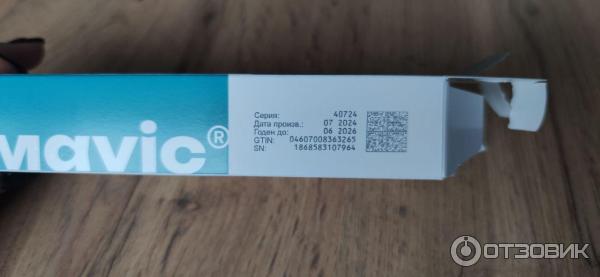 мavic®
Серия: 40724
Дата произв.: 07 2024
Годен до: 06 2026
GTIN: 04607008363265
SN: 1868583107964
ОТЗОВИК